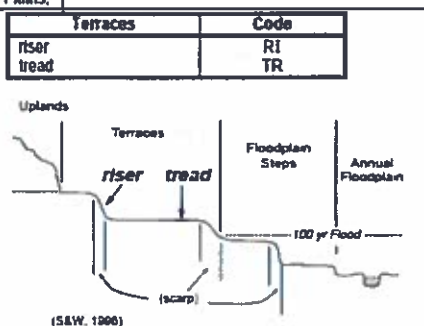 Terraces Code
riser RI
tread TR
Uplands
Terraces
Floodplain
Steps
Annual
Floodplain
riser tread
100 yr Flood
(scarp)
(S&W, 1996)